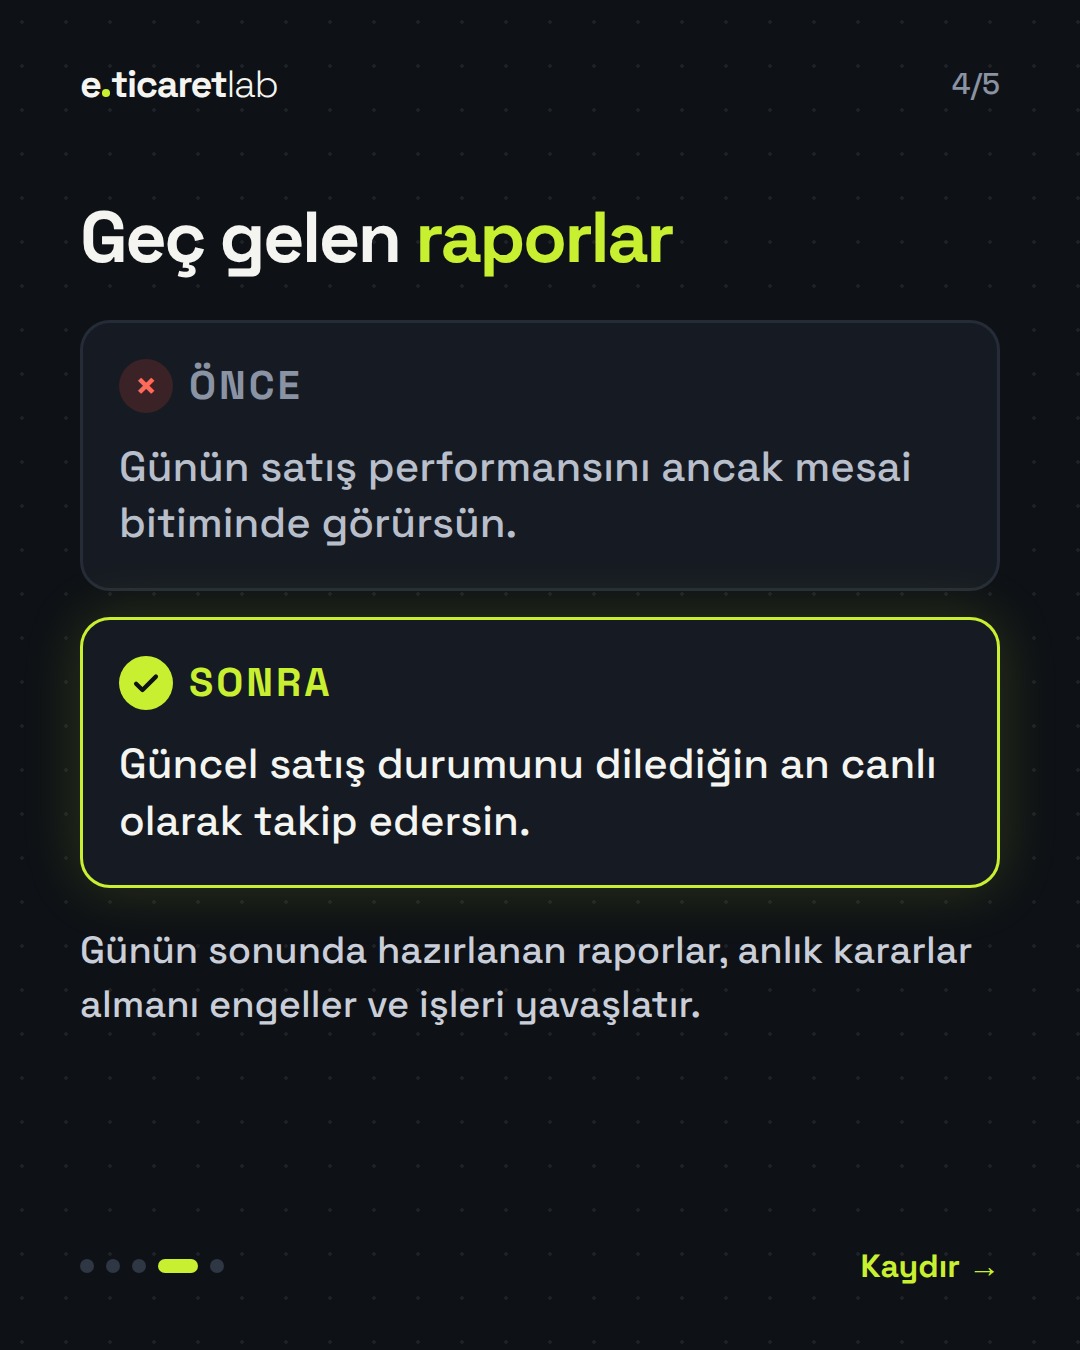 e.ticaretlab
4/5
Geç gelen raporlar
ÖNCE
Günün satış performansını ancak mesai
bitiminde görürsün.
SONRA
Güncel satış durumunu dilediğin an canlı
olarak takip edersin.
Günün sonunda hazırlanan raporlar, anlık kararlar
almanı engeller ve işleri yavaşlatır.
Kaydır →